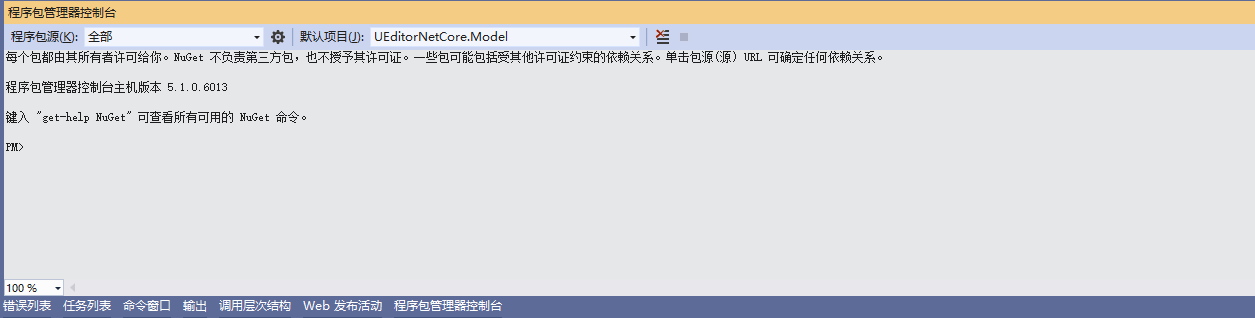 程序包管理器控制台
程序包源(K): 全部 默认项目(J): UEditorNetCore.Model
每个包都由其所有者许可给你。NuGet 不负责第三方包，也不授予其许可证。一些包可能包括受其他许可证约束的依赖关系。单击包源(源) URL 可确定任何依赖关系。
程序包管理器控制台主机版本 5.1.0.6013
键入 "get-help NuGet" 可查看所有可用的 NuGet 命令。
PM>
100 %
错误列表 任务列表 命令窗口 输出 调用层次结构 Web 发布活动 程序包管理器控制台